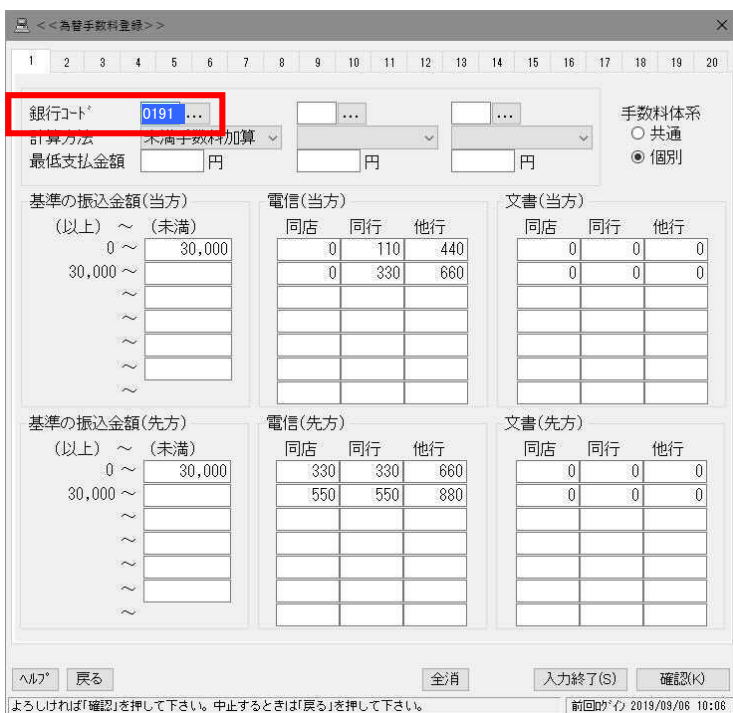 <<為替手数料登録>> ×
1 2 3 4 5 6 7 8 9 10 11 12 13 14 15 16 17 18 19 20
銀行ｺｰﾄﾞ 0191 ... ... ... 手数料体系
計算方法 未満手数料加算 共通
最低支払金額 円 円 円 個別
基準の振込金額(当方) 電信(当方) 文書(当方)
(以上) ～ (未満) 同店 同行 他行 同店 同行 他行
0 ～ 30,000 0 110 440 0 0 0
30,000 ～ 0 330 660 0 0 0
～
～
～
～
～
基準の振込金額(先方) 電信(先方) 文書(先方)
(以上) ～ (未満) 同店 同行 他行 同店 同行 他行
0 ～ 30,000 330 330 660 0 0 0
30,000 ～ 550 550 880 0 0 0
～
～
～
～
～
ﾍﾙﾌﾟ 戻る 全消 入力終了(S) 確認(K)
よろしければ「確認」を押して下さい。中止するときは「戻る」を押して下さい。 前回ﾛｸﾞｲﾝ 2019/09/06 10:06